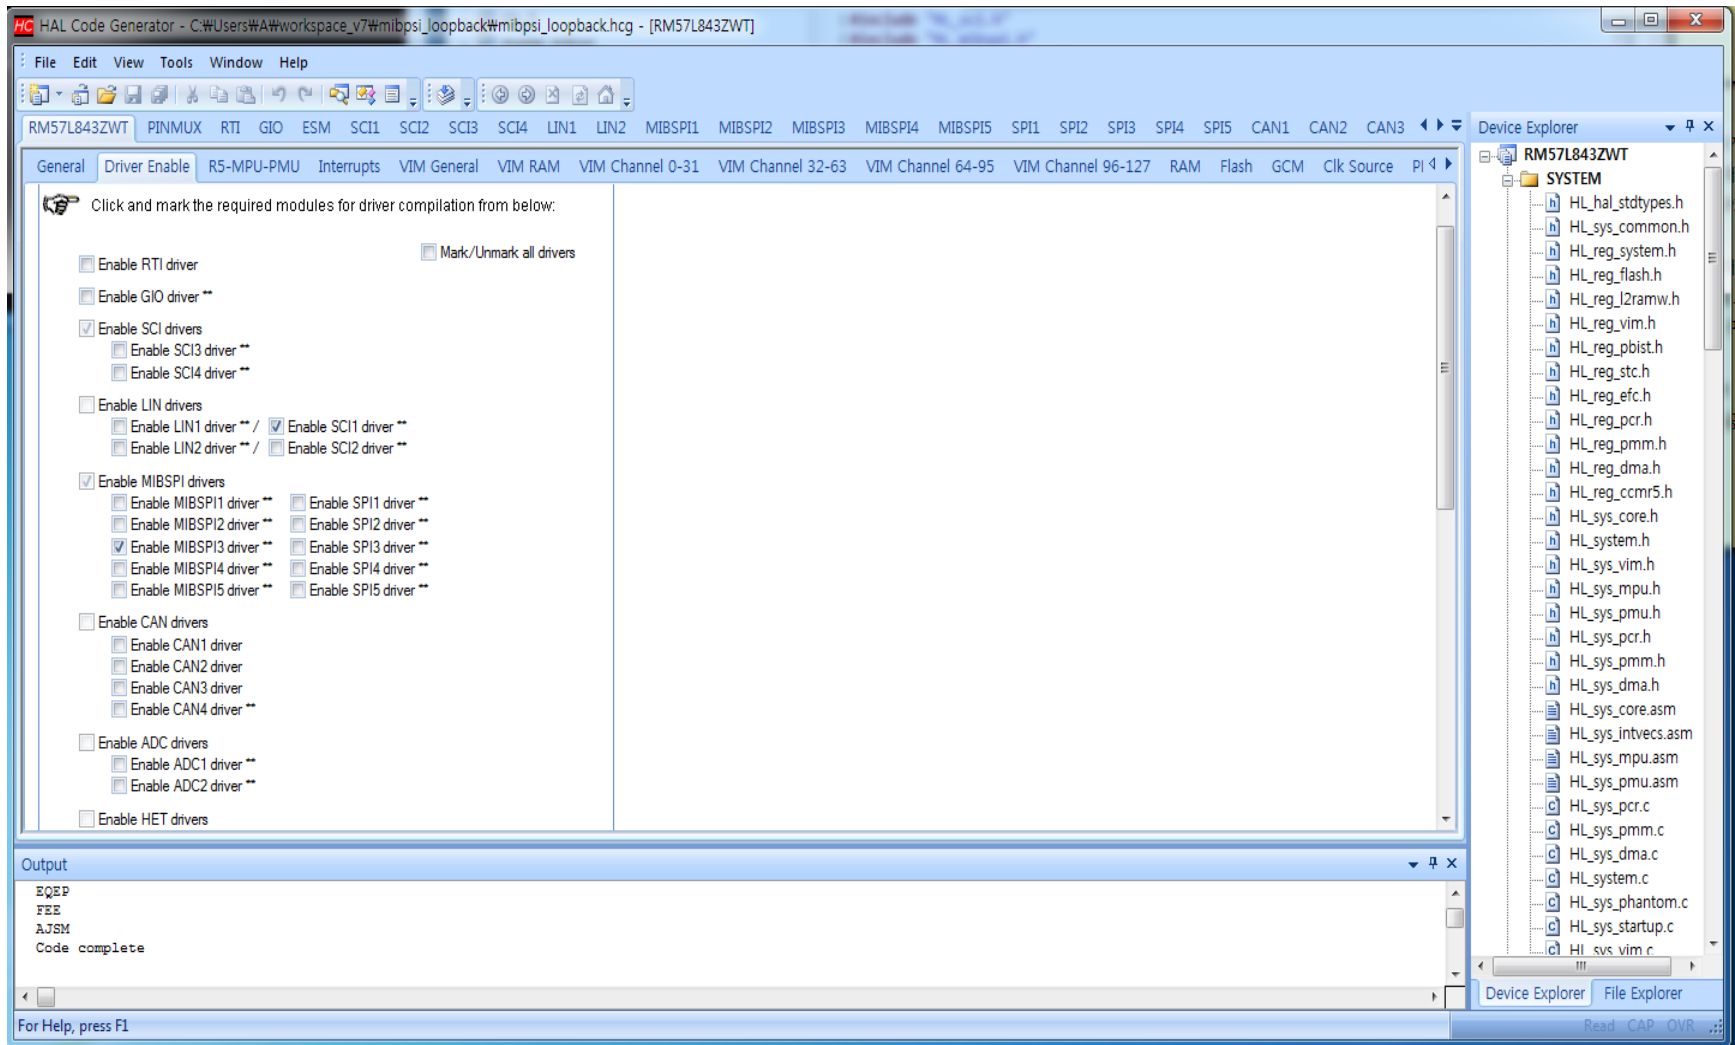 HC HAL Code Generator - C:₩Users₩A₩workspace_v7₩mibpsi_loopback₩mibpsi_loopback.hcg - [RM57L843ZWT]
File Edit View Tools Window Help
RM57L843ZWT PINMUX RTI GIO ESM SCI1 SCI2 SCI3 SCI4 LIN1 LIN2 MIBSPI1 MIBSPI2 MIBSPI3 MIBSPI4 MIBSPI5 SPI1 SPI2 SPI3 SPI4 SPI5 CAN1 CAN2 CAN3
General Driver Enable R5-MPU-PMU Interrupts VIM General VIM RAM VIM Channel 0-31 VIM Channel 32-63 VIM Channel 64-95 VIM Channel 96-127 RAM Flash GCM Clk Source
Click and mark the required modules for driver compilation from below:
Mark/Unmark all drivers
Enable RTI driver
Enable GIO driver **
Enable SCI drivers
Enable SCI3 driver **
Enable SCI4 driver **
Enable LIN drivers
Enable LIN1 driver ** / Enable SCI1 driver **
Enable LIN2 driver ** / Enable SCI2 driver **
Enable MIBSPI drivers
Enable MIBSPI1 driver ** Enable SPI1 driver **
Enable MIBSPI2 driver ** Enable SPI2 driver **
Enable MIBSPI3 driver ** Enable SPI3 driver **
Enable MIBSPI4 driver ** Enable SPI4 driver **
Enable MIBSPI5 driver ** Enable SPI5 driver **
Enable CAN drivers
Enable CAN1 driver
Enable CAN2 driver
Enable CAN3 driver
Enable CAN4 driver **
Enable ADC drivers
Enable ADC1 driver **
Enable ADC2 driver **
Enable HET drivers
Output
EQEP
FEE
AJSM
Code complete
Device Explorer
RM57L843ZWT
SYSTEM
HL_hal_stdtypes.h
HL_sys_common.h
HL_reg_system.h
HL_reg_flash.h
HL_reg_l2ramw.h
HL_reg_vim.h
HL_reg_pbist.h
HL_reg_stc.h
HL_reg_efc.h
HL_reg_pcr.h
HL_reg_pmm.h
HL_reg_dma.h
HL_reg_ccmr5.h
HL_sys_core.h
HL_system.h
HL_sys_vim.h
HL_sys_mpu.h
HL_sys_pmu.h
HL_sys_pcr.h
HL_sys_pmm.h
HL_sys_dma.h
HL_sys_core.asm
HL_sys_intvecs.asm
HL_sys_mpu.asm
HL_sys_pmu.asm
HL_sys_pcr.c
HL_sys_pmm.c
HL_sys_dma.c
HL_system.c
HL_sys_phantom.c
HL_sys_startup.c
HL_sys_vim.c
Device Explorer File Explorer
For Help, press F1
Read CAP OVR